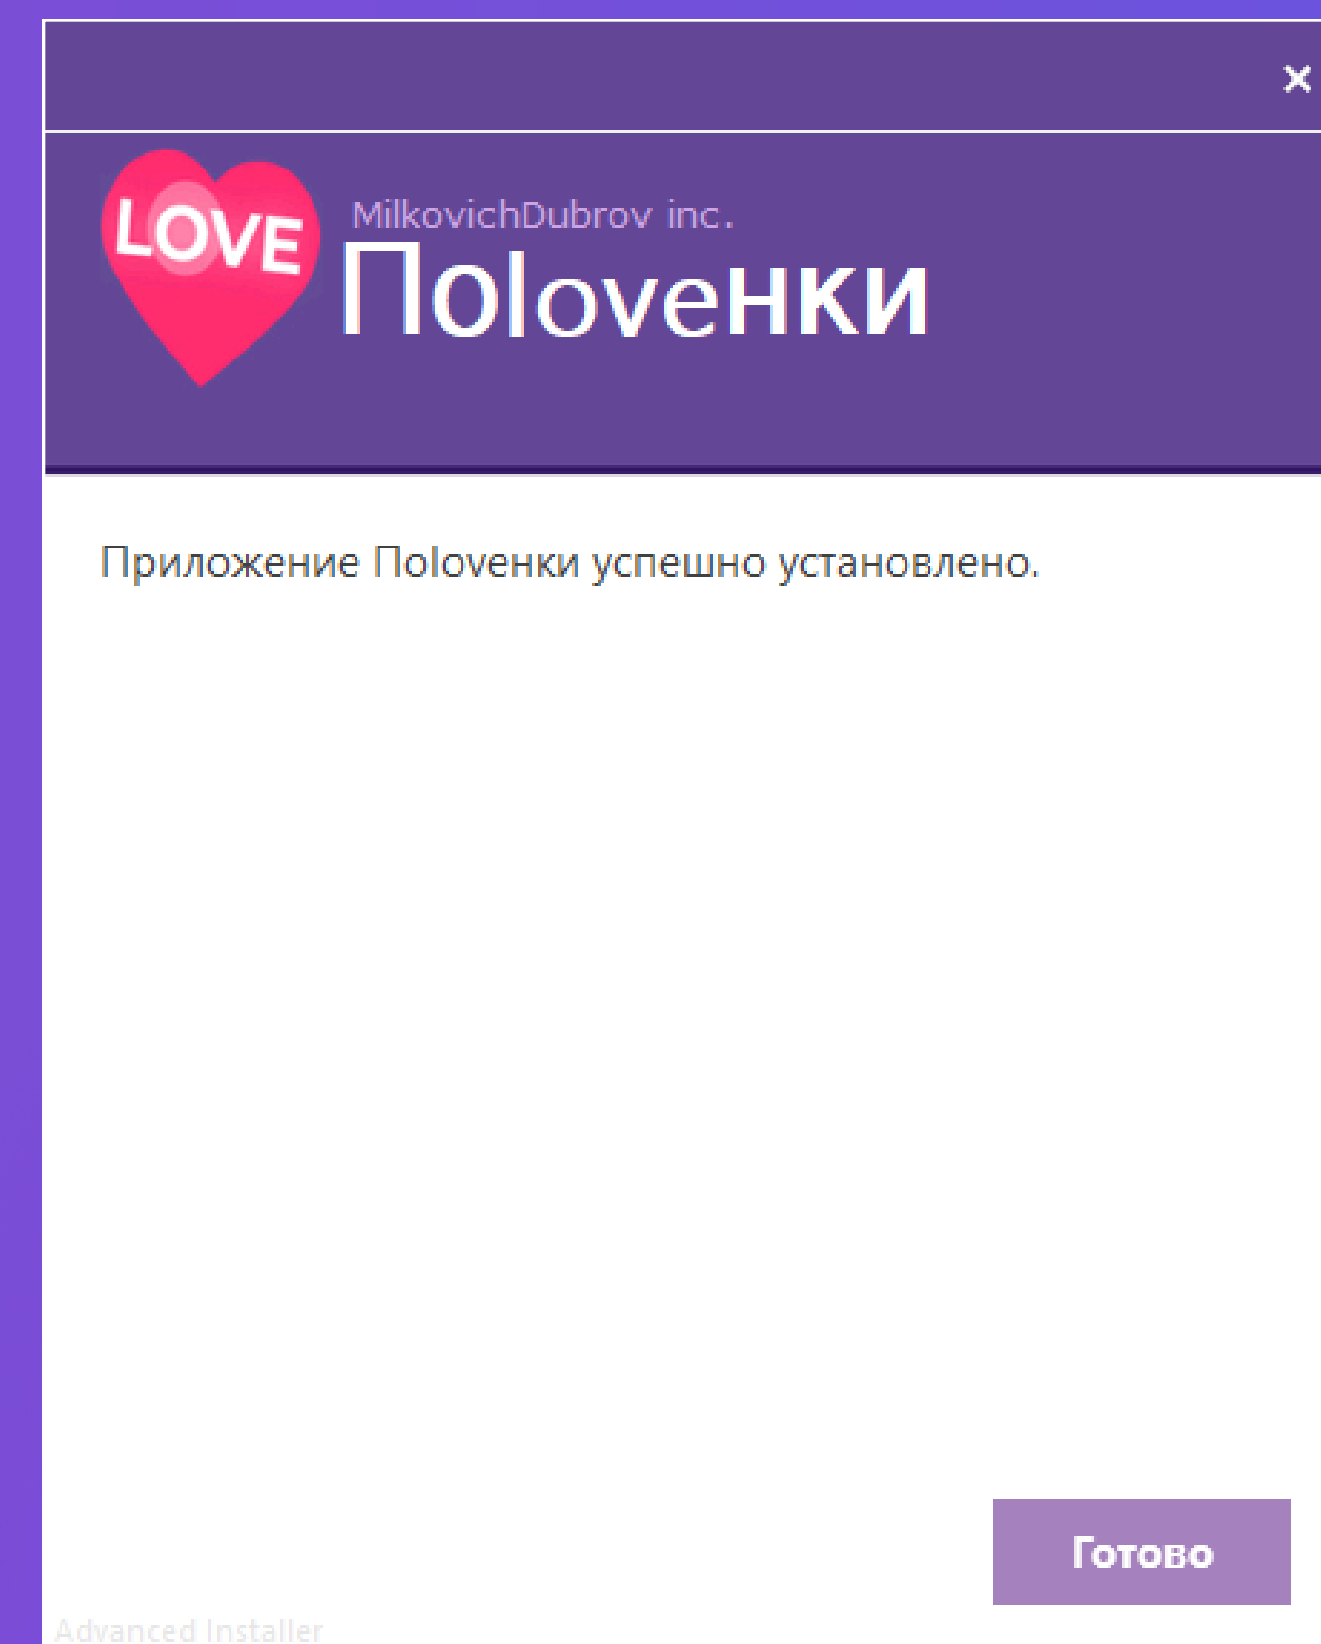 LOVE
MilkovichDubrov inc.
Поloveнки
Приложение Поloveнки успешно установлено.
Готово
Advanced Installer